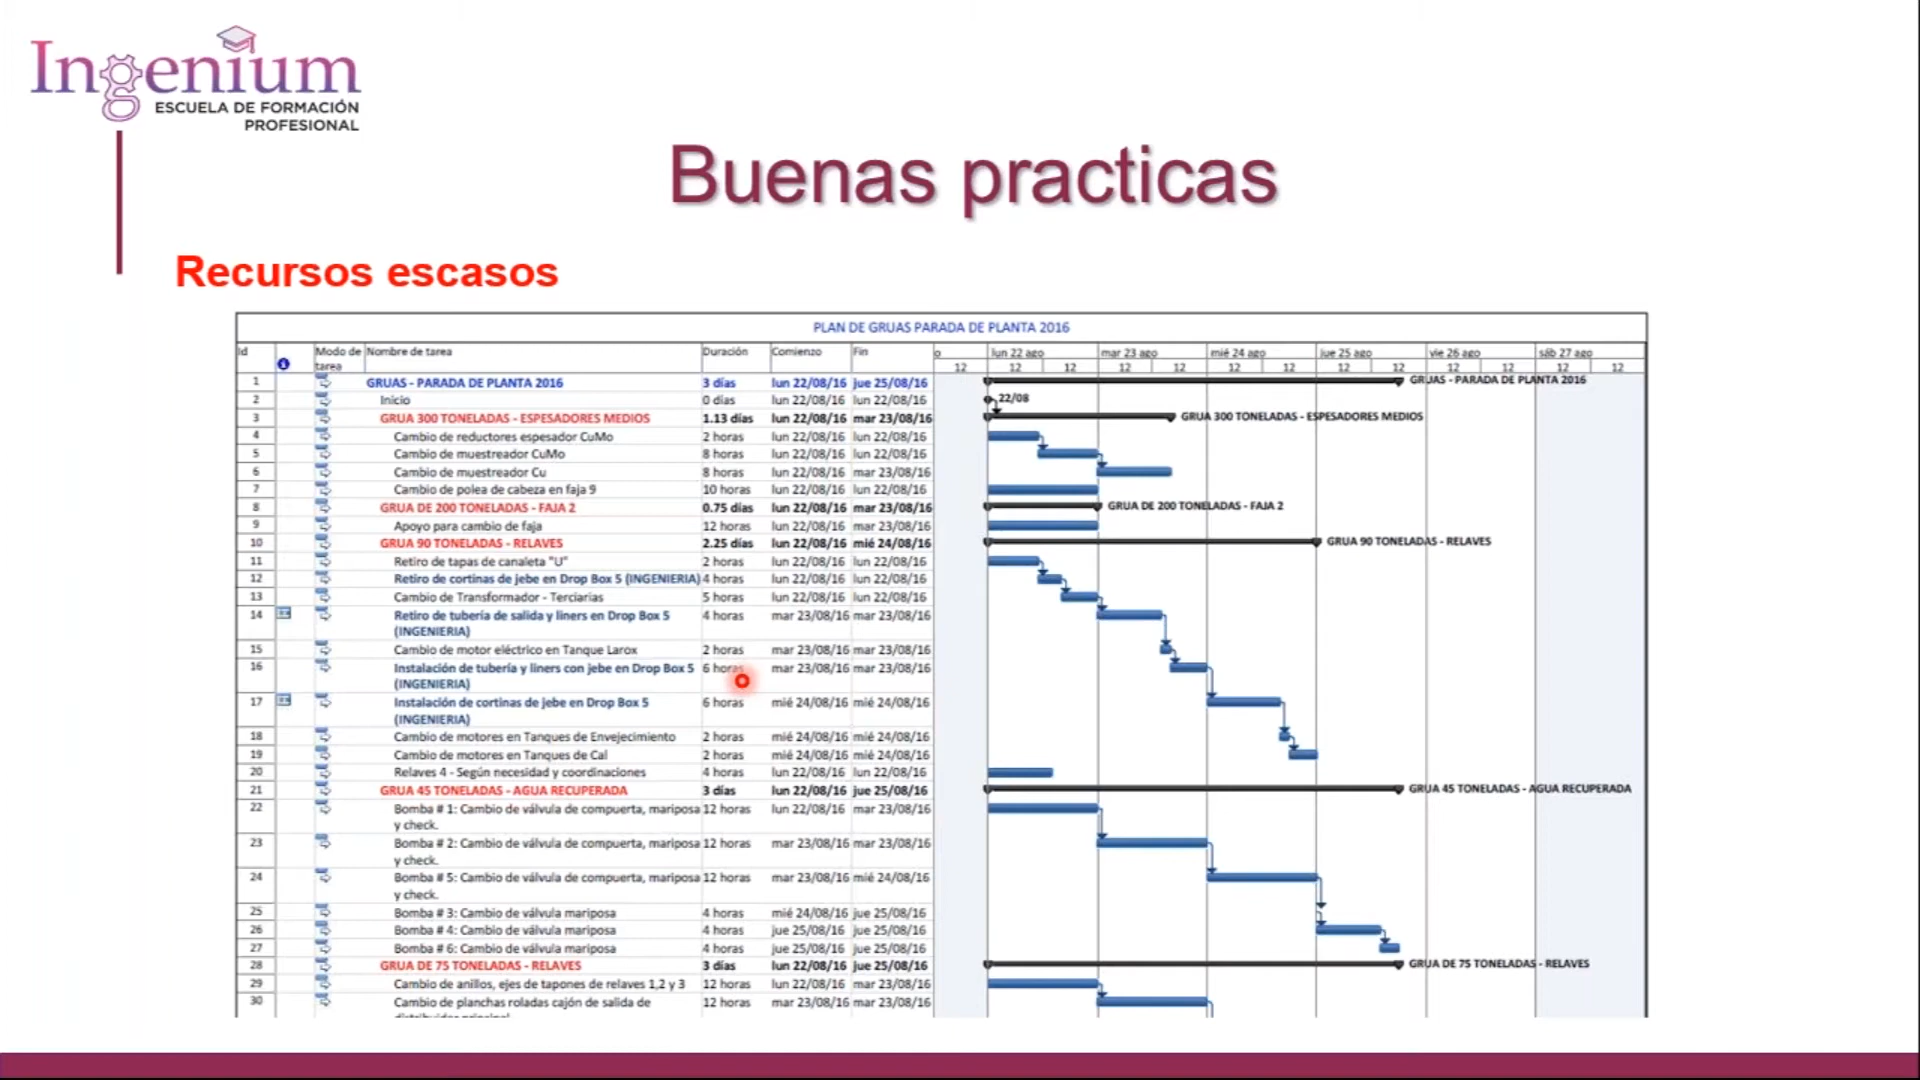 Ingenium
ESCUELA DE FORMACIÓN
PROFESIONAL
Buenas practicas
Recursos escasos
PLAN DE GRUAS PARADA DE PLANTA 2016
Id Modo de tarea Nombre de tarea Duración Comienzo Fin o lun 22 ago mar 23 ago mié 24 ago jue 25 ago vie 26 ago sáb 27 ago
12 12 12 12 12 12 12 12 12 12 12 12 12
1 GRUAS - PARADA DE PLANTA 2016 3 días lun 22/08/16 jue 25/08/16 GRUAS - PARADA DE PLANTA 2016
2 Inicio 0 días lun 22/08/16 lun 22/08/16 22/08
3 GRUA 300 TONELADAS - ESPESADORES MEDIOS 1.13 días lun 22/08/16 mar 23/08/16 GRUA 300 TONELADAS - ESPESADORES MEDIOS
4 Cambio de reductores espesador CuMo 2 horas lun 22/08/16 lun 22/08/16
5 Cambio de muestreador CuMo 8 horas lun 22/08/16 lun 22/08/16
6 Cambio de muestreador Cu 8 horas lun 22/08/16 mar 23/08/16
7 Cambio de polea de cabeza en faja 9 10 horas lun 22/08/16 lun 22/08/16
8 GRUA DE 200 TONELADAS - FAJA 2 0.75 días lun 22/08/16 mar 23/08/16 GRUA DE 200 TONELADAS - FAJA 2
9 Apoyo para cambio de faja 12 horas lun 22/08/16 mar 23/08/16
10 GRUA 90 TONELADAS - RELAVES 2.25 días lun 22/08/16 mié 24/08/16 GRUA 90 TONELADAS - RELAVES
11 Retiro de tapas de canaleta "U" 2 horas lun 22/08/16 lun 22/08/16
12 Retiro de cortinas de jebe en Drop Box 5 (INGENIERIA) 4 horas lun 22/08/16 lun 22/08/16
13 Cambio de Transformador - Terciarias 5 horas lun 22/08/16 lun 22/08/16
14 Retiro de tubería de salida y liners en Drop Box 5 4 horas mar 23/08/16 mar 23/08/16
(INGENIERIA)
15 Cambio de motor eléctrico en Tanque Larox 2 horas mar 23/08/16 mar 23/08/16
16 Instalación de tubería y liners con jebe en Drop Box 5 6 horas mar 23/08/16 mar 23/08/16
(INGENIERIA)
17 Instalación de cortinas de jebe en Drop Box 5 6 horas mié 24/08/16 mié 24/08/16
(INGENIERIA)
18 Cambio de motores en Tanques de Envejecimiento 2 horas mié 24/08/16 mié 24/08/16
19 Cambio de motores en Tanques de Cal 2 horas mié 24/08/16 mié 24/08/16
20 Relaves 4 - Según necesidad y coordinaciones 4 horas lun 22/08/16 lun 22/08/16
21 GRUA 45 TONELADAS - AGUA RECUPERADA 3 días lun 22/08/16 jue 25/08/16 GRUA 45 TONELADAS - AGUA RECUPERADA
22 Bomba # 1: Cambio de válvula de compuerta, mariposa 12 horas lun 22/08/16 mar 23/08/16
y check.
23 Bomba # 2: Cambio de válvula de compuerta, mariposa 12 horas mar 23/08/16 mar 23/08/16
y check.
24 Bomba # 5: Cambio de válvula de compuerta, mariposa 12 horas mar 23/08/16 mié 24/08/16
y check.
25 Bomba # 3: Cambio de válvula mariposa 4 horas mié 24/08/16 jue 25/08/16
26 Bomba # 4: Cambio de válvula mariposa 4 horas jue 25/08/16 jue 25/08/16
27 Bomba # 6: Cambio de válvula mariposa 4 horas jue 25/08/16 jue 25/08/16
28 GRUA DE 75 TONELADAS - RELAVES 3 días lun 22/08/16 jue 25/08/16 GRUA DE 75 TONELADAS - RELAVES
29 Cambio de anillos, ejes de tapones de relaves 1,2 y 3 12 horas lun 22/08/16 mar 23/08/16
30 Cambio de planchas roladas cajón de salida de 12 horas mar 23/08/16 mar 23/08/16